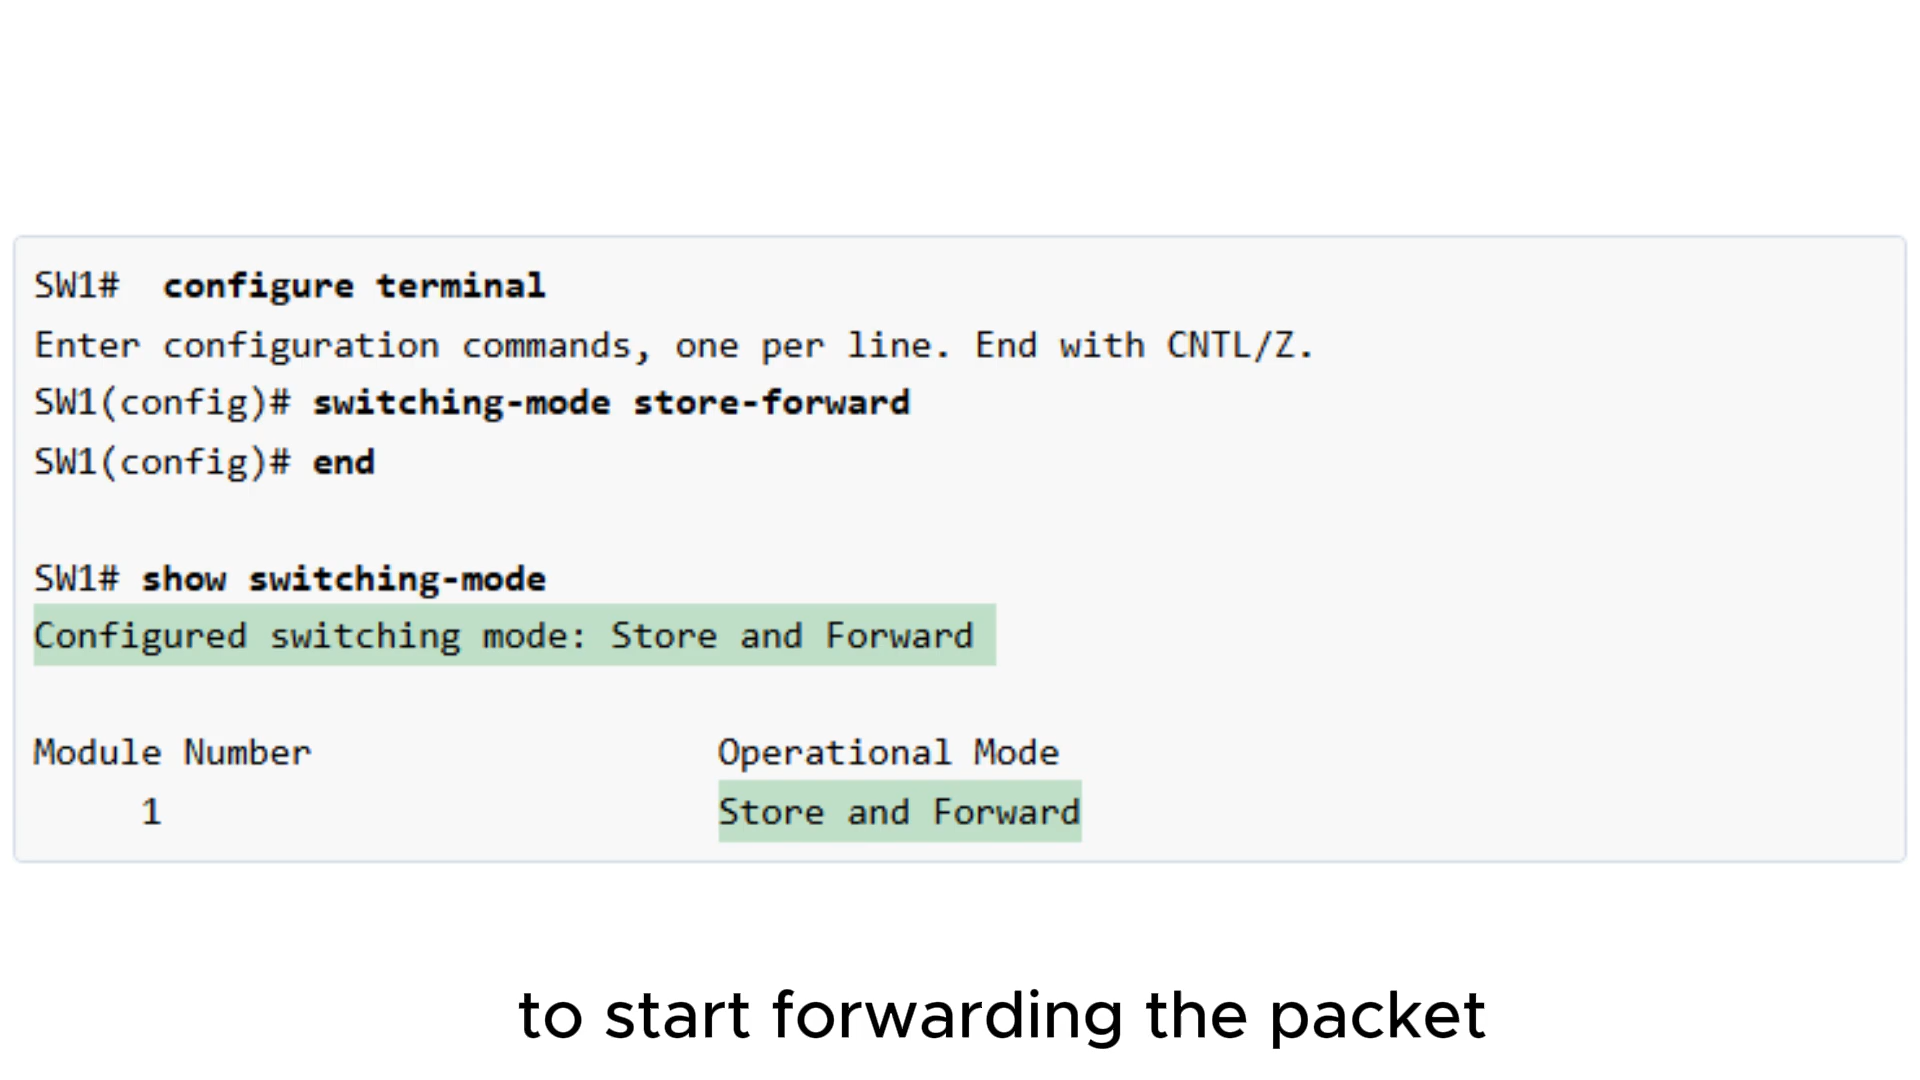 SW1#  configure terminal
Enter configuration commands, one per line. End with CNTL/Z.
SW1(config)# switching-mode store-forward
SW1(config)# end
SW1# show switching-mode
Configured switching mode: Store and Forward
Module Number Operational Mode
1 Store and Forward
to start forwarding the packet